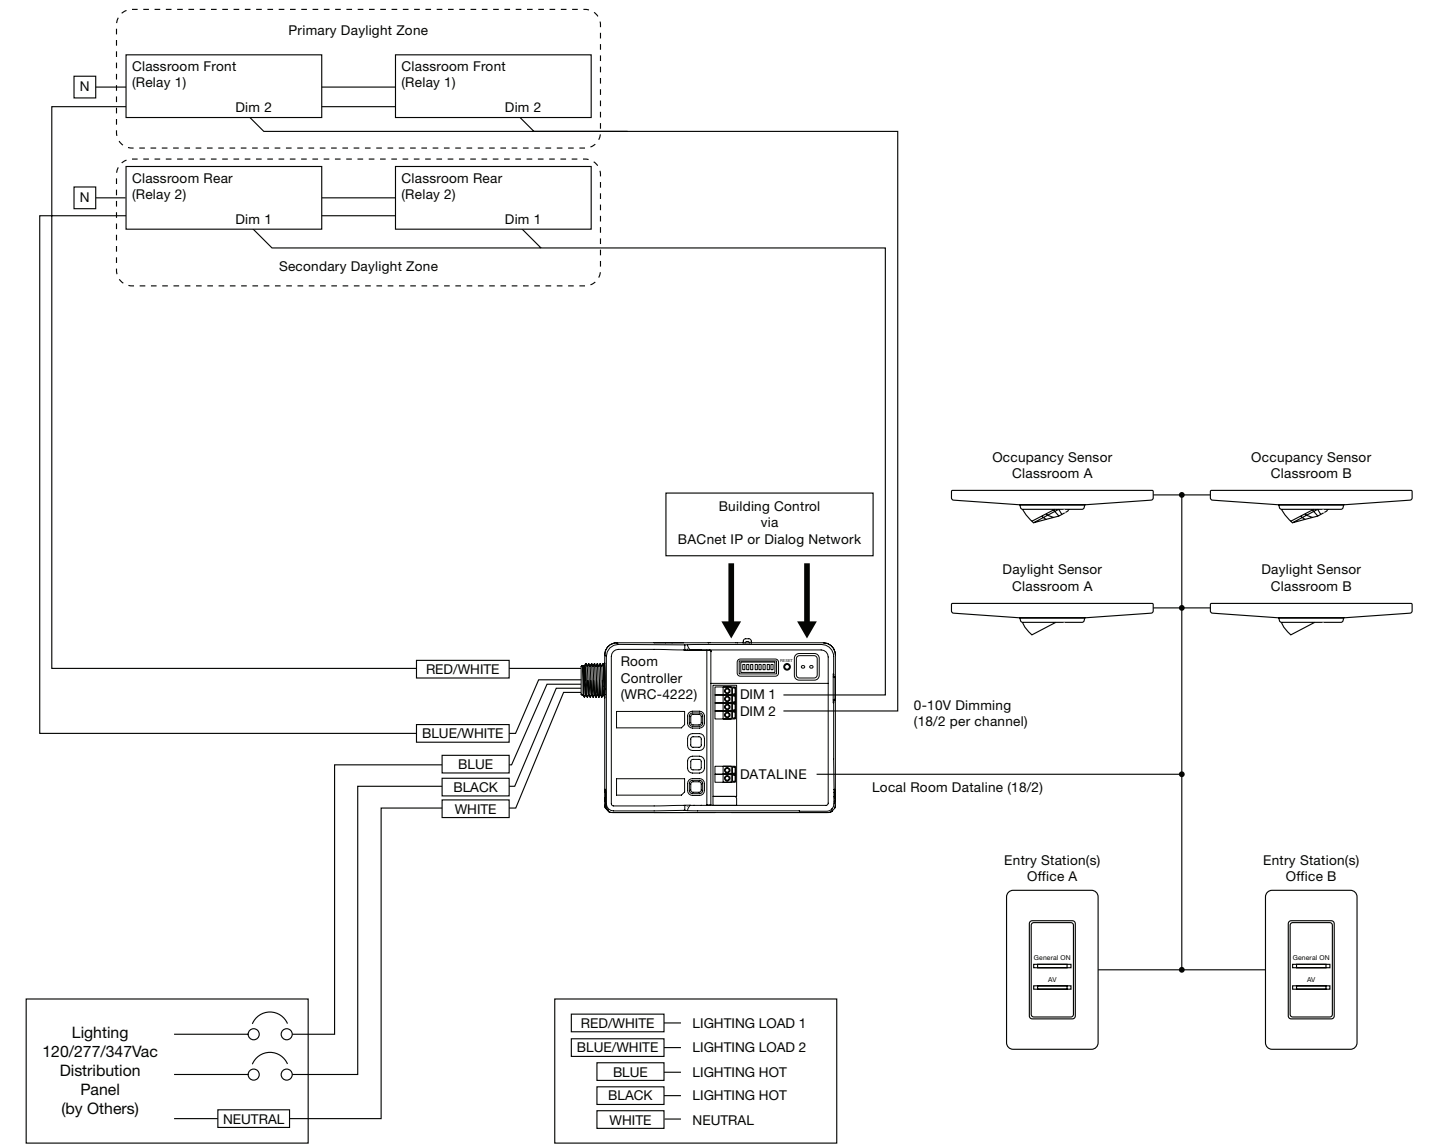 Primary Daylight Zone
N
Classroom Front
(Relay 1)
Dim 2
Classroom Front
(Relay 1)
Dim 2
N
Classroom Rear
(Relay 2)
Dim 1
Classroom Rear
(Relay 2)
Dim 1
Secondary Daylight Zone
Building Control
via
BACnet IP or Dialog Network
Occupancy Sensor
Classroom A
Occupancy Sensor
Classroom B
Daylight Sensor
Classroom A
Daylight Sensor
Classroom B
RED/WHITE
BLUE/WHITE
BLUE
BLACK
WHITE
Room
Controller
(WRC-4222)
RESET
DIM 1
DIM 2
DATALINE
0-10V Dimming
(18/2 per channel)
Local Room Dataline (18/2)
Entry Station(s)
Office A
General ON
AV
Entry Station(s)
Office B
General ON
AV
Lighting
120/277/347Vac
Distribution
Panel
(by Others)
NEUTRAL
RED/WHITE LIGHTING LOAD 1
BLUE/WHITE LIGHTING LOAD 2
BLUE LIGHTING HOT
BLACK LIGHTING HOT
WHITE NEUTRAL